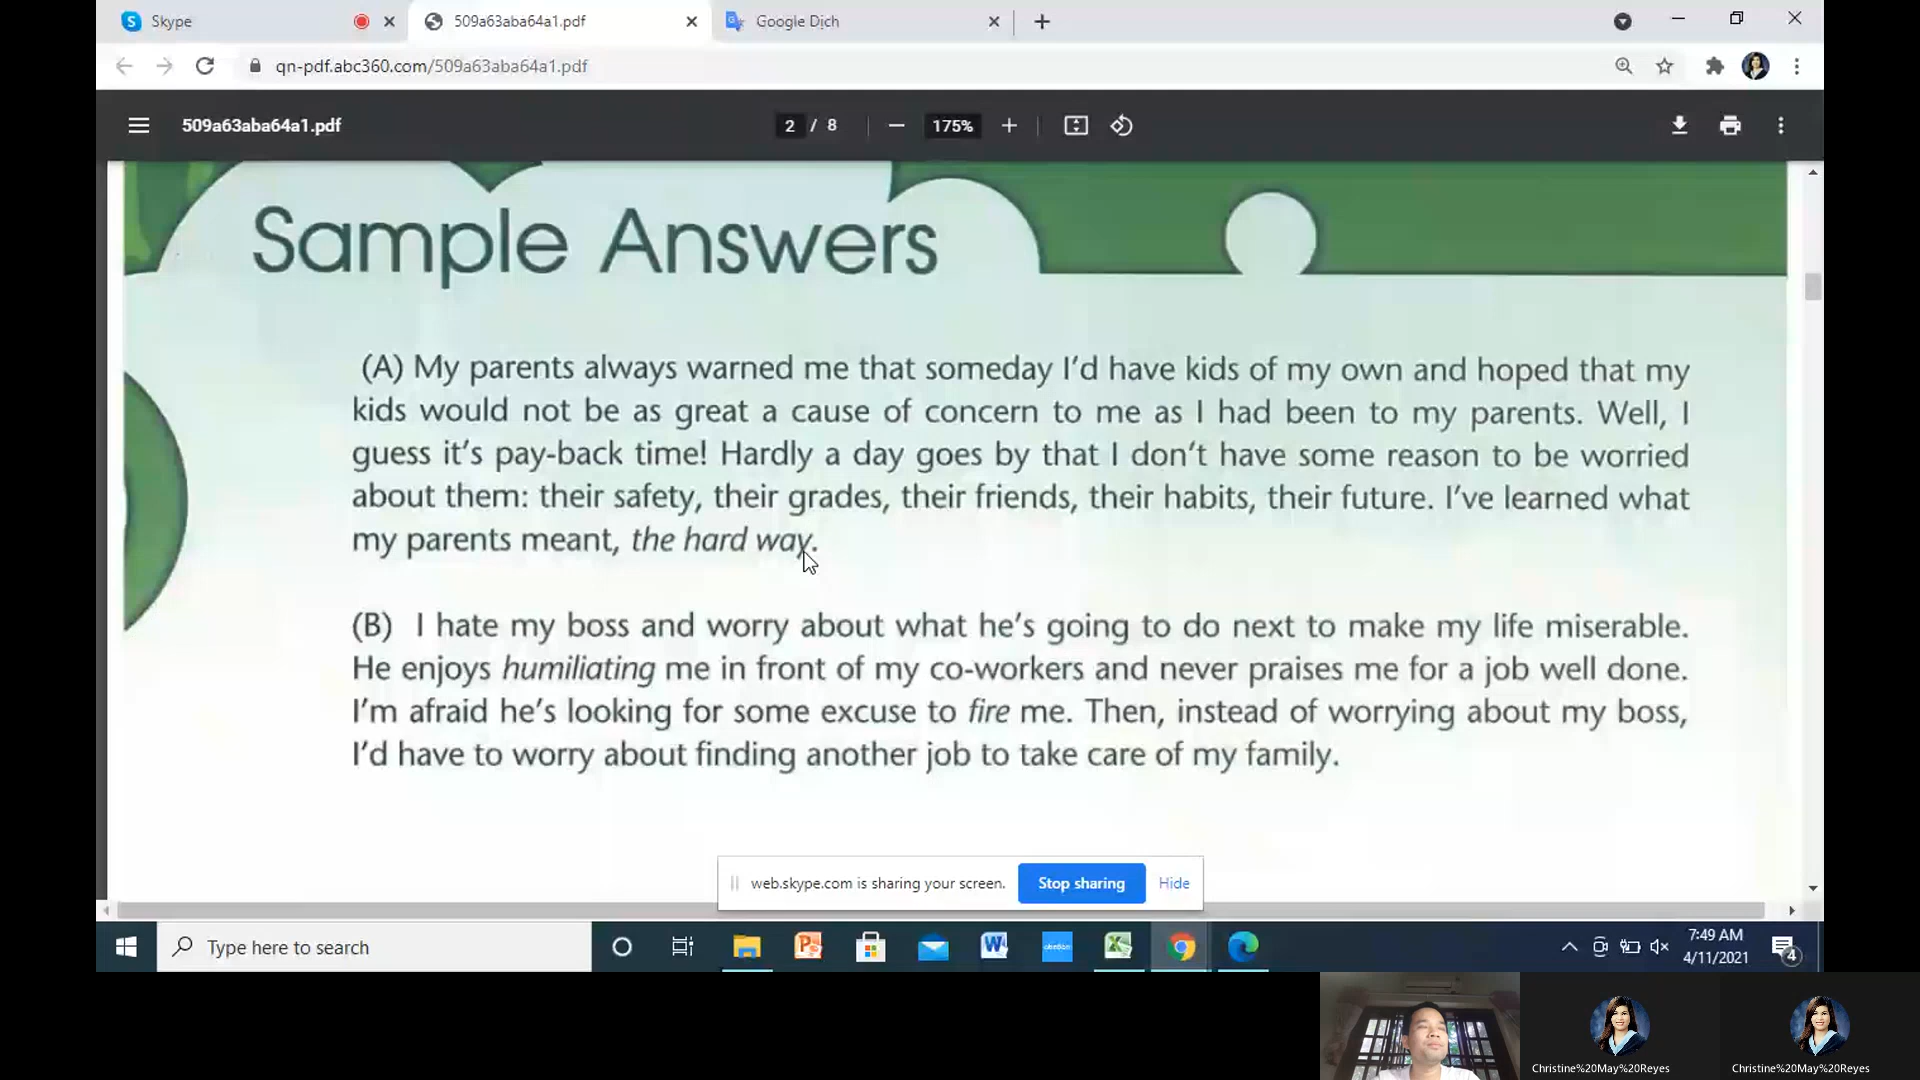 Skype
509a63aba64a1.pdf
Google Dịch
qn-pdf.abc360.com/509a63aba64a1.pdf
509a63aba64a1.pdf
2 / 8
175%
Sample Answers
(A) My parents always warned me that someday I'd have kids of my own and hoped that my
kids would not be as great a cause of concern to me as I had been to my parents. Well, I
guess it's pay-back time! Hardly a day goes by that I don't have some reason to be worried
about them: their safety, their grades, their friends, their habits, their future. I've learned what
my parents meant, the hard way.
(B) I hate my boss and worry about what he's going to do next to make my life miserable.
He enjoys humiliating me in front of my co-workers and never praises me for a job well done.
I'm afraid he's looking for some excuse to fire me. Then, instead of worrying about my boss,
I'd have to worry about finding another job to take care of my family.
web.skype.com is sharing your screen.
Stop sharing
Hide
Type here to search
7:49 AM
4/11/2021
4
Christine%20May%20Reyes
Christine%20May%20Reyes